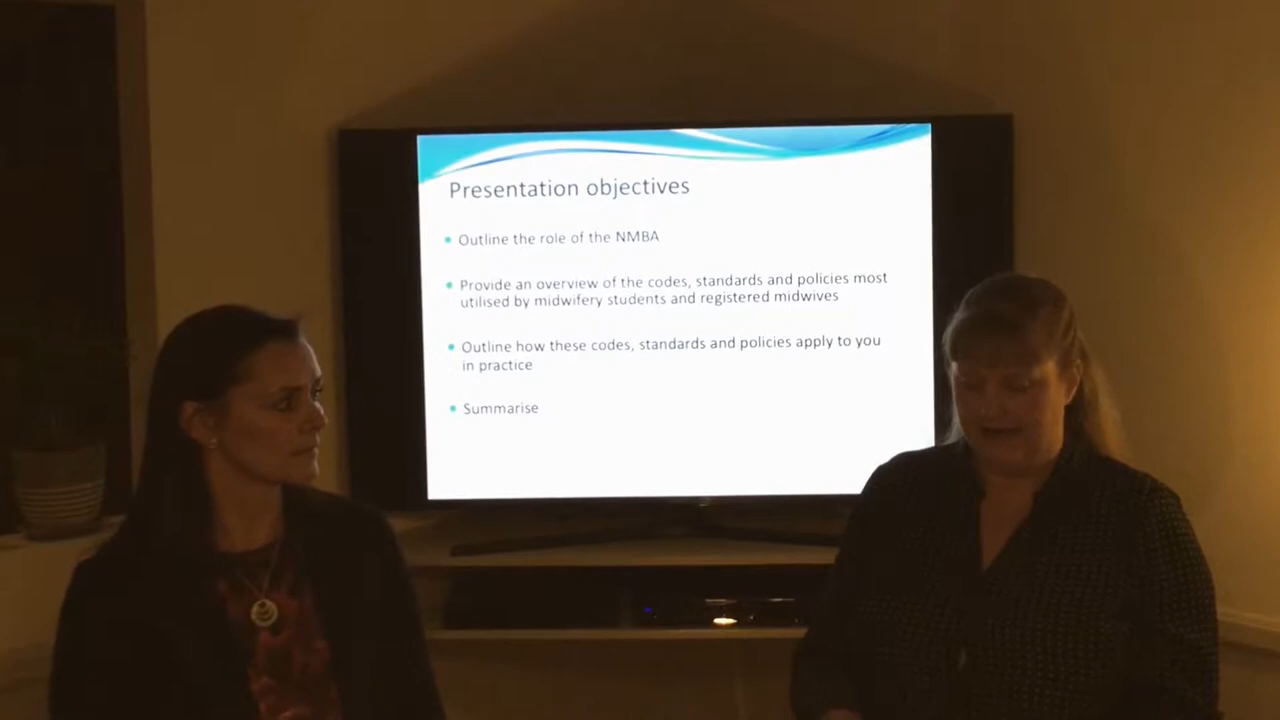 Presentation objectives
• Outline the role of the NMBA
• Provide an overview of the codes, standards and policies most
utilised by midwifery students and registered midwives
• Outline how these codes, standards and policies apply to you
in practice
• Summarise